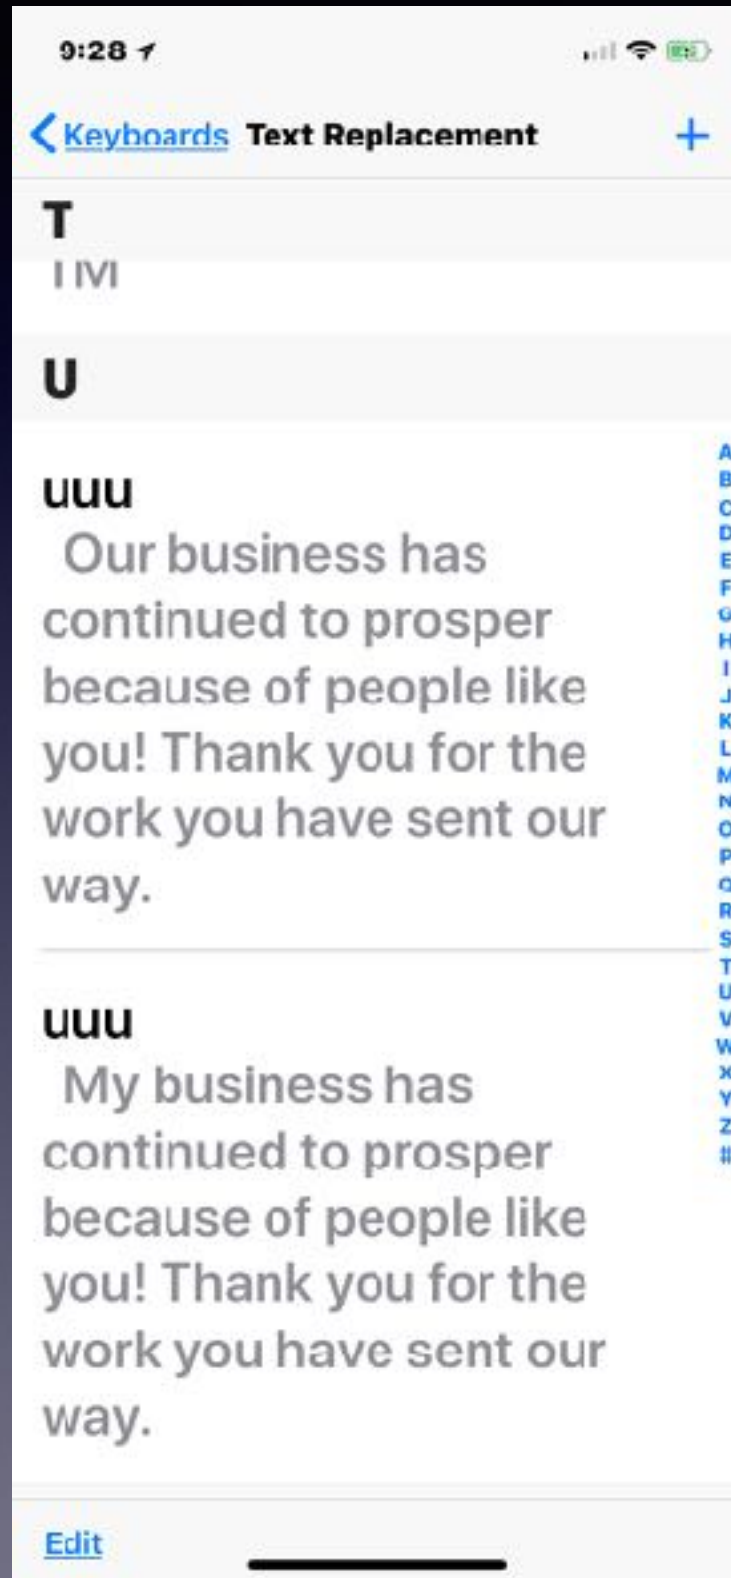 9:28
Keyboards Text Replacement +
T
TM
U
uuu
Our business has
continued to prosper
because of people like
you! Thank you for the
work you have sent our
way.
uuu
My business has
continued to prosper
because of people like
you! Thank you for the
work you have sent our
way.
A
B
C
D
E
F
G
H
I
J
K
L
M
N
O
P
Q
R
S
T
U
V
W
X
Y
Z
#
Edit